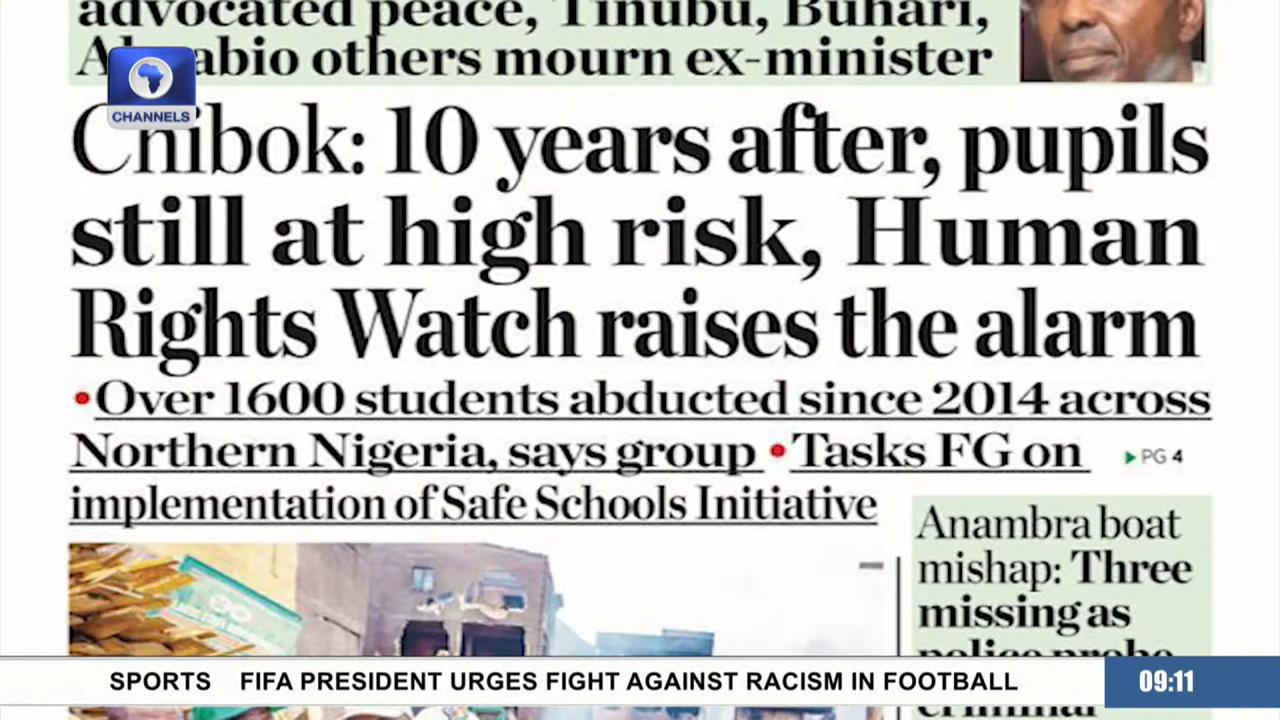 advocated peace, Tinubu, Buhari,
others mourn ex-minister
CHANNELS
Chibok: 10 years after, pupils
still at high risk, Human
Rights Watch raises the alarm
•Over 1600 students abducted since 2014 across
Northern Nigeria, says group •Tasks FG on
implementation of Safe Schools Initiative
PG 4
Anambra boat
mishap: Three
missing as
police probe
criminal
SPORTS FIFA PRESIDENT URGES FIGHT AGAINST RACISM IN FOOTBALL
09:11